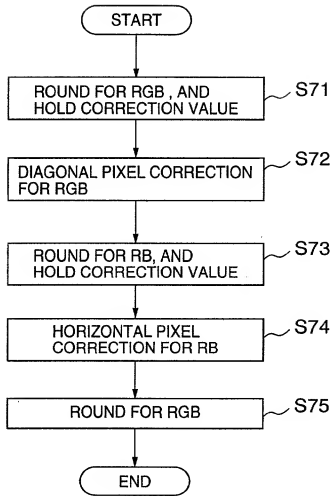 START
ROUND FOR RGB , AND
HOLD CORRECTION VALUE
S71
DIAGONAL PIXEL CORRECTION
FOR RGB
S72
ROUND FOR RB, AND
HOLD CORRECTION VALUE
S73
HORIZONTAL PIXEL
CORRECTION FOR RB
S74
ROUND FOR RGB
S75
END